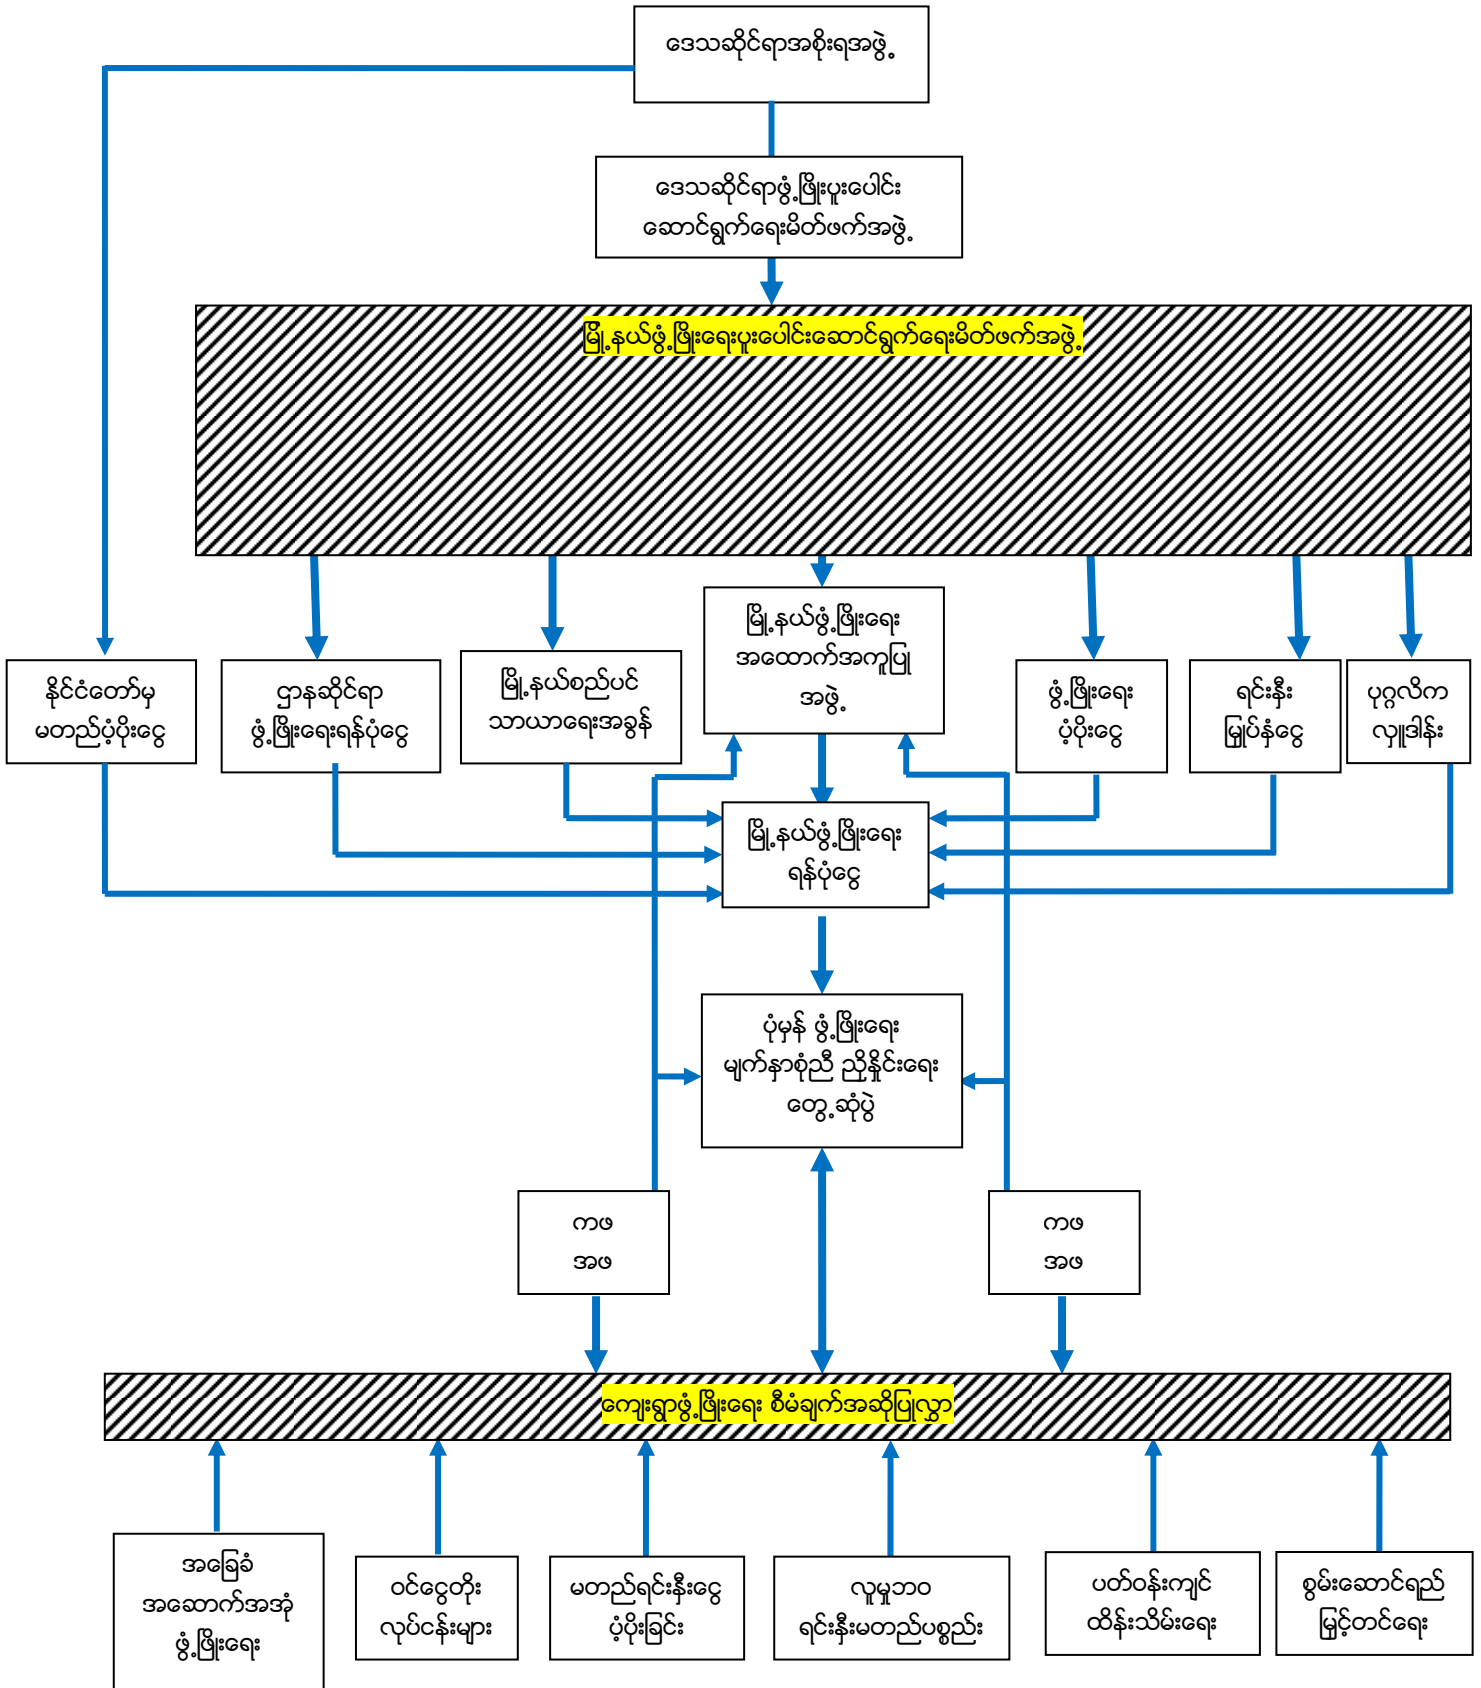 ဒေသဆိုင်ရာအစိုးရအဖွဲ့
ဒေသဆိုင်ရာဖွံ့ဖြိုးပူးပေါင်း
ဆောင်ရွက်ရေးမိတ်ဖက်အဖွဲ့
မြို့နယ်ဖွံ့ဖြိုးရေးပူးပေါင်းဆောင်ရွက်ရေးမိတ်ဖက်အဖွဲ့
နိုင်ငံတော်မှ
မတည်ပံ့ပိုးငွေ
ဌာနဆိုင်ရာ
ဖွံ့ဖြိုးရေးရန်ပုံငွေ
မြို့နယ်စည်ပင်
သာယာရေးအခွန်
မြို့နယ်ဖွံ့ဖြိုးရေး
အထောက်အကူပြု
အဖွဲ့
ဖွံ့ဖြိုးရေး
ပံ့ပိုးငွေ
ရင်းနှီး
မြှုပ်နှံငွေ
ပုဂ္ဂလိက
လှူဒါန်း
မြို့နယ်ဖွံ့ဖြိုးရေး
ရန်ပုံငွေ
ပုံမှန် ဖွံ့ဖြိုးရေး
မျက်နှာစုံညီ ညှိနှိုင်းရေး
တွေ့ဆုံပွဲ
ကဖ
အဖ
ကဖ
အဖ
ကျေးရွာဖွံ့ဖြိုးရေး စီမံချက်အဆိုပြုလွှာ
အခြေခံ
အဆောက်အအုံ
ဖွံ့ဖြိုးရေး
ဝင်ငွေတိုး
လုပ်ငန်းများ
မတည်ရင်းနှီးငွေ
ပံ့ပိုးခြင်း
လူမှုဘဝ
ရင်းနှီးမတည်ပစ္စည်း
ပတ်ဝန်းကျင်
ထိန်းသိမ်းရေး
စွမ်းဆောင်ရည်
မြှင့်တင်ရေး